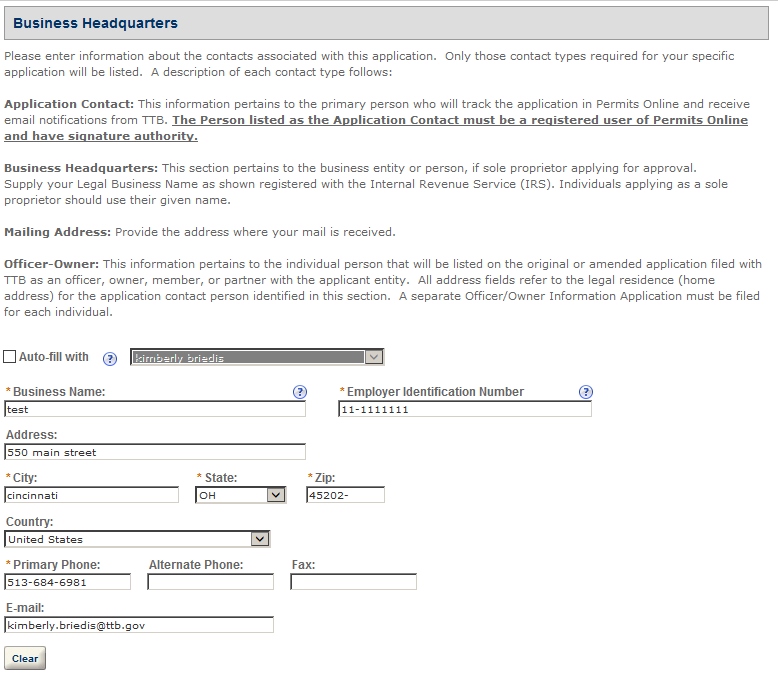 Business Headquarters
Please enter information about the contacts associated with this application.  Only those contact types required for your specific
application will be listed.  A description of each contact type follows:
Application Contact: This information pertains to the primary person who will track the application in Permits Online and receive
email notifications from TTB. The Person listed as the Application Contact must be a registered user of Permits Online
and have signature authority.
Business Headquarters: This section pertains to the business entity or person, if sole proprietor applying for approval.
Supply your Legal Business Name as shown registered with the Internal Revenue Service (IRS). Individuals applying as a sole
proprietor should use their given name.
Mailing Address: Provide the address where your mail is received.
Officer-Owner: This information pertains to the individual person that will be listed on the original or amended application filed with
TTB as an officer, owner, member, or partner with the applicant entity.  All address fields refer to the legal residence (home
address) for the application contact person identified in this section.  A separate Officer/Owner Information Application must be filed
for each individual.
Auto-fill with ? kimberly briedis
* Business Name: ? * Employer Identification Number ?
test 11-1111111
Address:
550 main street
* City: * State: * Zip:
cincinnati OH 45202-
Country:
United States
* Primary Phone: Alternate Phone: Fax:
513-684-6981
E-mail:
kimberly.briedis@ttb.gov
Clear